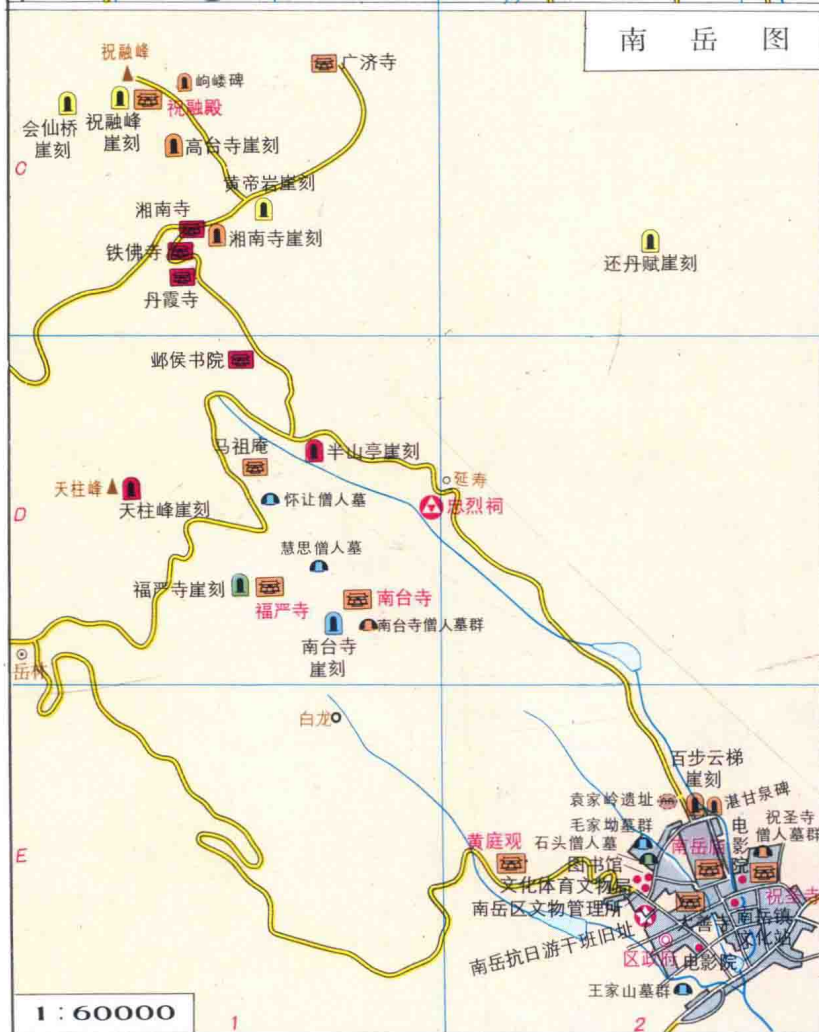 南岳图
祝融峰
岣嵝碑
广济寺
会仙桥
崖刻
祝融峰
崖刻
祝融殿
高台寺崖刻
C
黄帝岩崖刻
湘南寺
湘南寺崖刻
还丹赋崖刻
铁佛寺
丹霞寺
邺侯书院
马祖庵
半山亭崖刻
天柱峰
天柱峰崖刻
怀让僧人墓
延寿
忠烈祠
D
慧思僧人墓
福严寺崖刻
福严寺
南台寺
南台寺僧人墓群
南台寺
崖刻
岳林
白龙
百步云梯
崖刻
袁家岭遗址
湛甘泉碑
毛家坳墓群
电影院
祝圣寺
僧人墓群
黄庭观
石头僧人墓
南岳庙
E
图书馆
文化体育文物局
祝圣寺
南岳区文物管理所
大善寺
南岳镇
文化站
南岳抗日游干班旧址
区政府
电影院
王家山墓群
1:60000
1
2